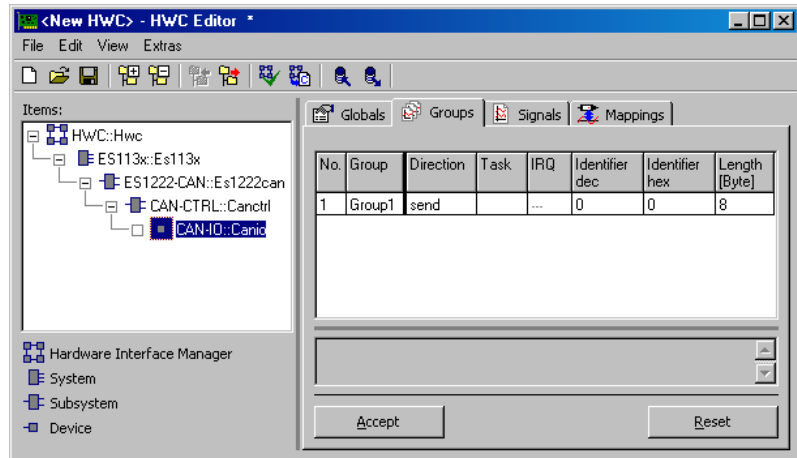 <New HWC> - HWC Editor *
File Edit View Extras
Items:
HWC::Hwc
ES113x::Es113x
ES1222-CAN::Es1222can
CAN-CTRL::Canctrl
CAN-IO::Canio
Hardware Interface Manager
System
Subsystem
Device
Globals Groups Signals Mappings
No. Group Direction Task IRQ Identifier dec Identifier hex Length [Byte]
1 Group1 send --- 0 0 8
Accept Reset